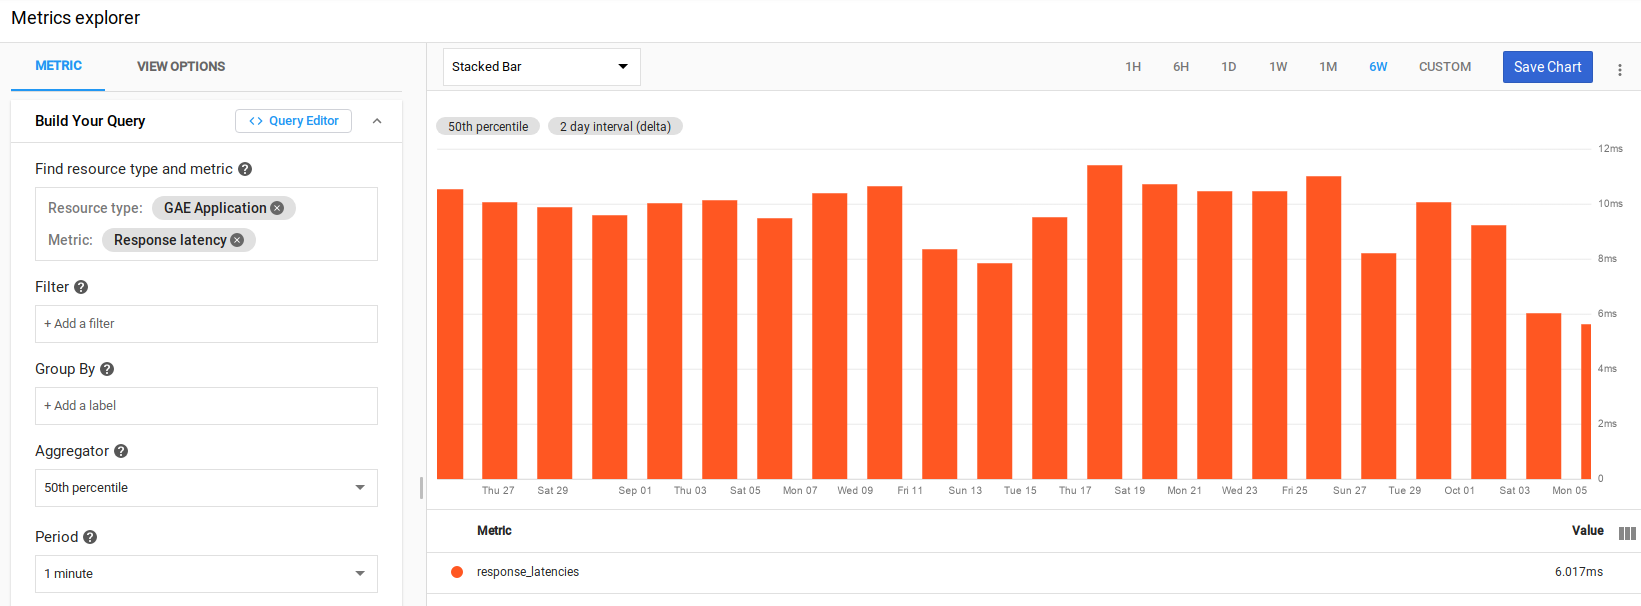 Metrics explorer
METRIC
VIEW OPTIONS
Build Your Query
<> Query Editor
Find resource type and metric ?
Resource type: GAE Application
Metric: Response latency
Filter ?
+ Add a filter
Group By ?
+ Add a label
Aggregator ?
50th percentile
Period ?
1 minute
Stacked Bar
1H 6H 1D 1W 1M 6W CUSTOM
Save Chart
50th percentile
2 day interval (delta)
12ms
10ms
8ms
6ms
4ms
2ms
0
Thu 27 Sat 29 Sep 01 Thu 03 Sat 05 Mon 07 Wed 09 Fri 11 Sun 13 Tue 15 Thu 17 Sat 19 Mon 21 Wed 23 Fri 25 Sun 27 Tue 29 Oct 01 Sat 03 Mon 05
Metric Value
response_latencies 6.017ms